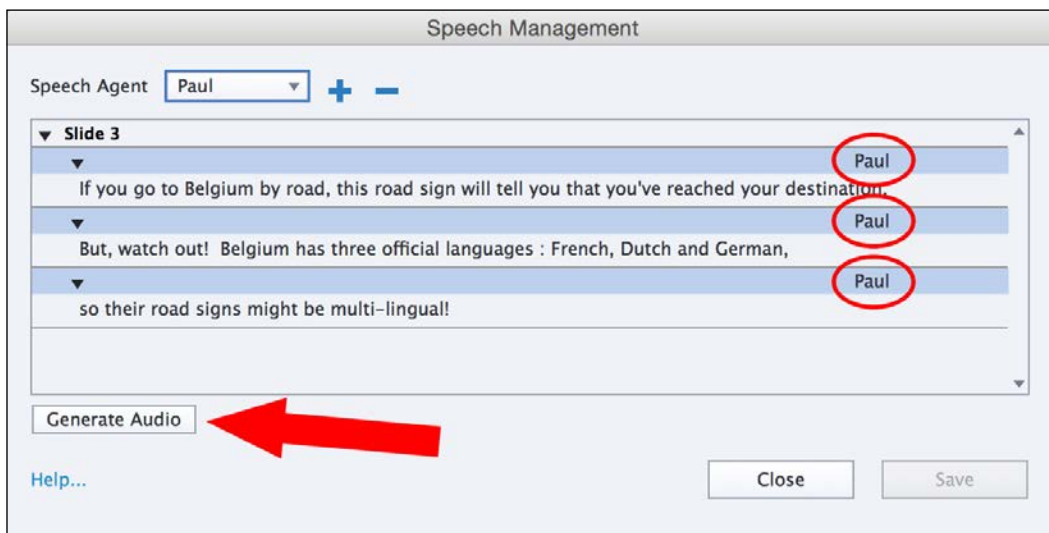 Speech Management
Speech Agent Paul
Slide 3
Paul
If you go to Belgium by road, this road sign will tell you that you've reached your destination,
Paul
But, watch out!  Belgium has three official languages : French, Dutch and German,
Paul
so their road signs might be multi-lingual!
Generate Audio
Help...
Close Save